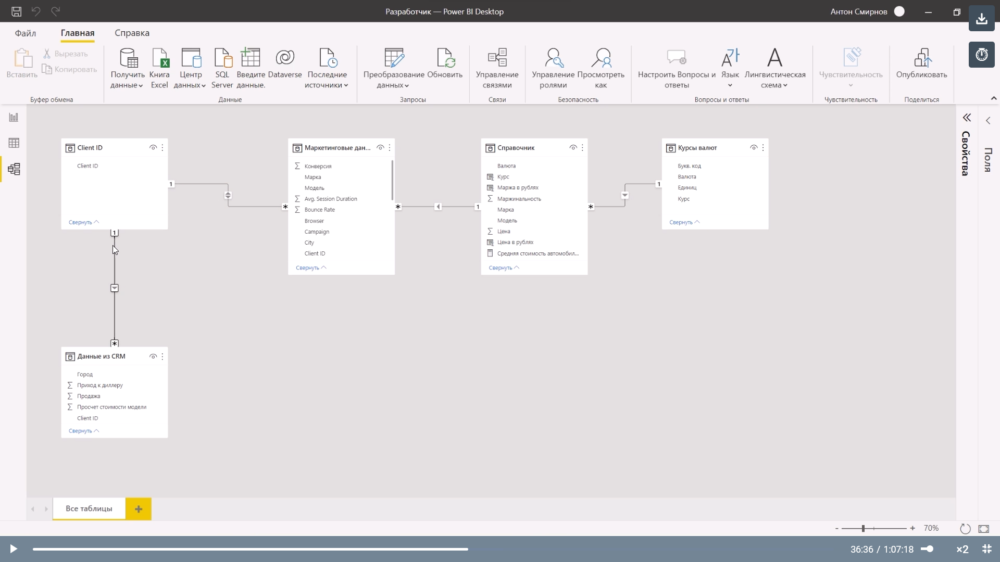 Разработчик — Power BI Desktop
Антон Смирнов
Файл
Главная
Справка
Вставить
Вырезать
Копировать
Буфер обмена
Получить данные
Книга Excel
Центр данных
SQL Server
Введите данные.
Dataverse
Последние источники
Данные
Преобразование данных
Обновить
Запросы
Управление связями
Связи
Управление ролями
Просмотреть как
Безопасность
Настроить Вопросы и ответы
Язык
Лингвистическая схема
Вопросы и ответы
Чувствительность
Чувствительность
Опубликовать
Поделиться
Client ID
Client ID
Свернуть
1
1
*
Маркетинговые дан...
Конверсия
Марка
Модель
Avg. Session Duration
Bounce Rate
Browser
Campaign
City
Client ID
Свернуть
*
1
Справочник
Валюта
Курс
Маржа в рублях
Маржинальность
Марка
Модель
Цена
Цена в рублях
Средняя стоимость автомобил...
Свернуть
*
1
Курсы валют
Букв. код
Валюта
Единиц
Курс
Свернуть
*
Данные из CRM
Город
Приход к диллеру
Продажа
Просчет стоимости модели
Client ID
Свернуть
Свойства
Поля
Все таблицы
+
- + 70%
36:36 / 1:07:18
×2